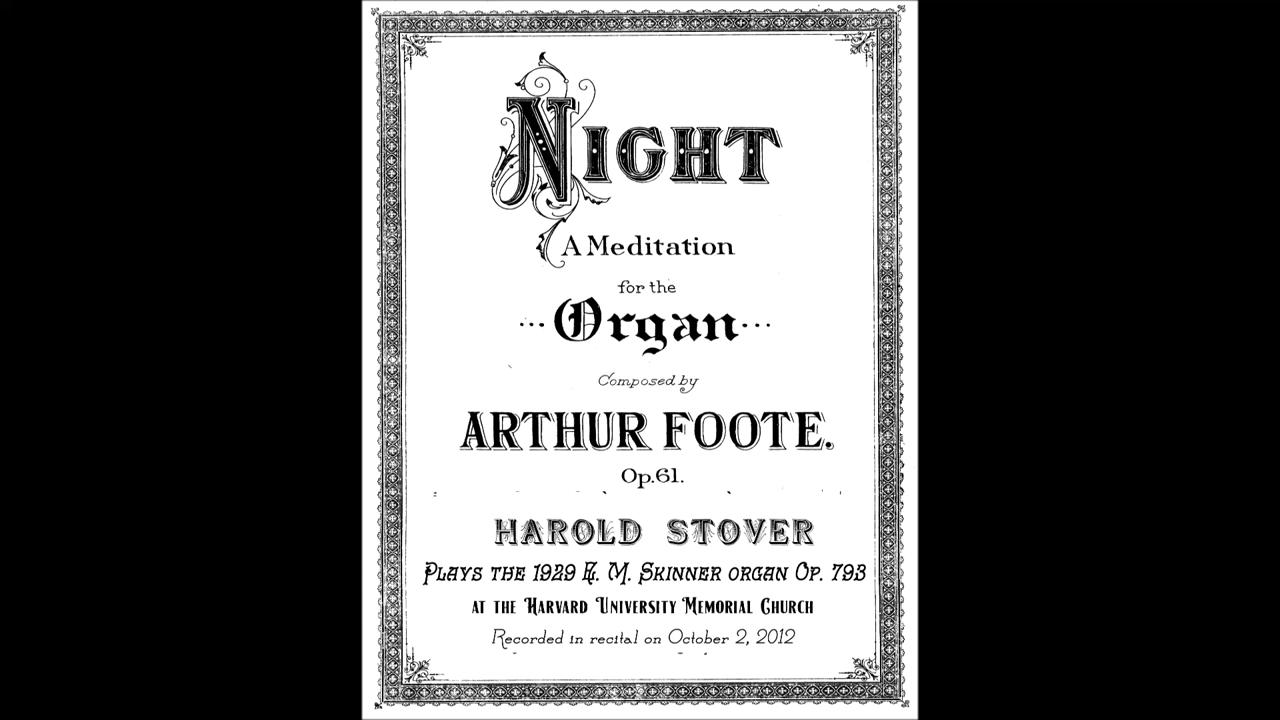 NIGHT
A Meditation
for the
...Organ...
Composed by
ARTHUR FOOTE.
Op.61.
HAROLD STOVER
PLAYS THE 1929 E. M. SKINNER ORGAN OP. 793
AT THE HARVARD UNIVERSITY MEMORIAL CHURCH
Recorded in recital on October 2, 2012